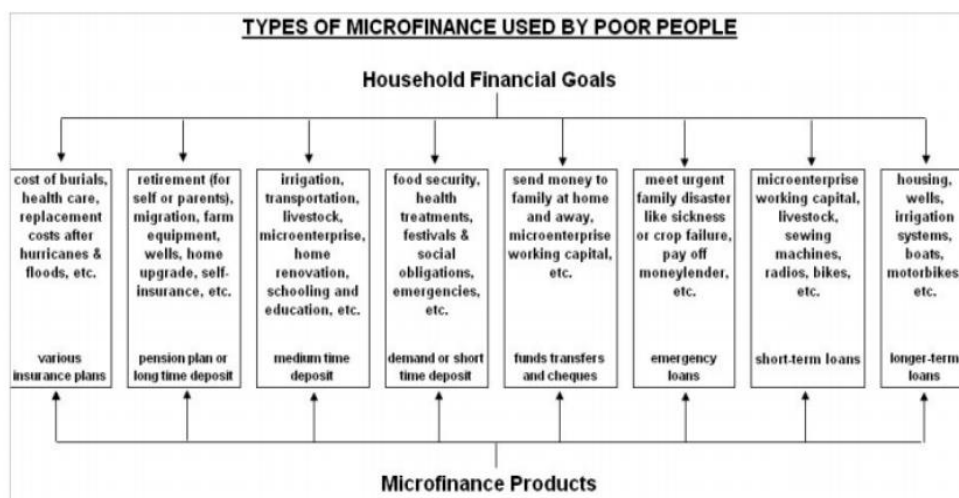 TYPES OF MICROFINANCE USED BY POOR PEOPLE
Household Financial Goals
cost of burials,
health care,
replacement
costs after
hurricanes &
floods, etc.
various
insurance plans
retirement (for
self or parents),
migration, farm
equipment,
wells, home
upgrade, self-
insurance, etc.
pension plan or
long time deposit
irrigation,
transportation,
livestock,
microenterprise,
home
renovation,
schooling and
education, etc.
medium time
deposit
food security,
health
treatments,
festivals &
social
obligations,
emergencies,
etc.
demand or short
time deposit
send money to
family at home
and away,
microenterprise
working capital,
etc.
funds transfers
and cheques
meet urgent
family disaster
like sickness
or crop failure,
pay off
moneylender,
etc.
emergency
loans
microenterprise
working capital,
livestock,
sewing
machines,
radios, bikes,
etc.
short-term loans
housing,
wells,
irrigation
systems,
boats,
motorbikes,
etc.
longer-term
loans
Microfinance Products